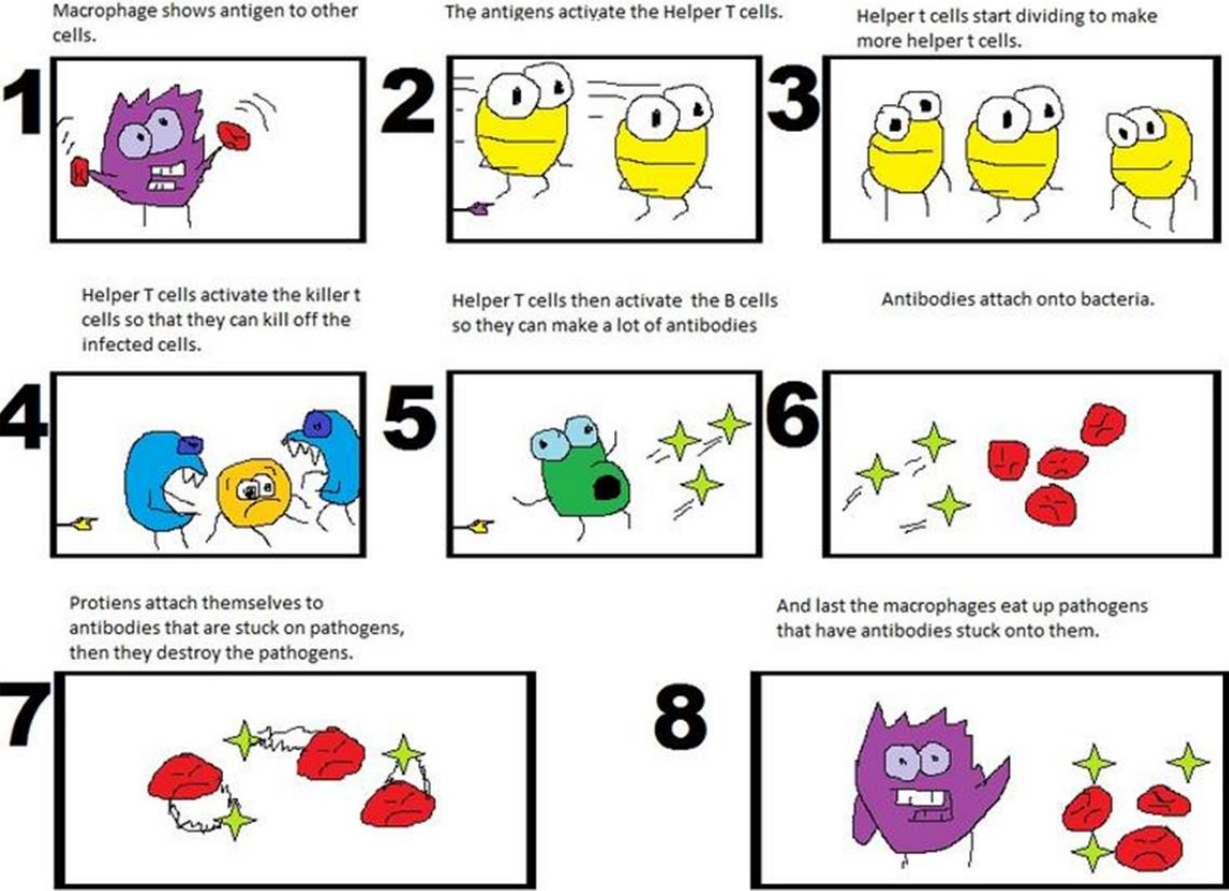 Macrophage shows antigen to other
cells.
The antigens activate the Helper T cells.
Helper t cells start dividing to make
more helper t cells.
1
2
3
Helper T cells activate the killer t
cells so that they can kill off the
infected cells.
Helper T cells then activate the B cells
so they can make a lot of antibodies
Antibodies attach onto bacteria.
4
5
6
Protiens attach themselves to
antibodies that are stuck on pathogens,
then they destroy the pathogens.
And last the macrophages eat up pathogens
that have antibodies stuck onto them.
7
8